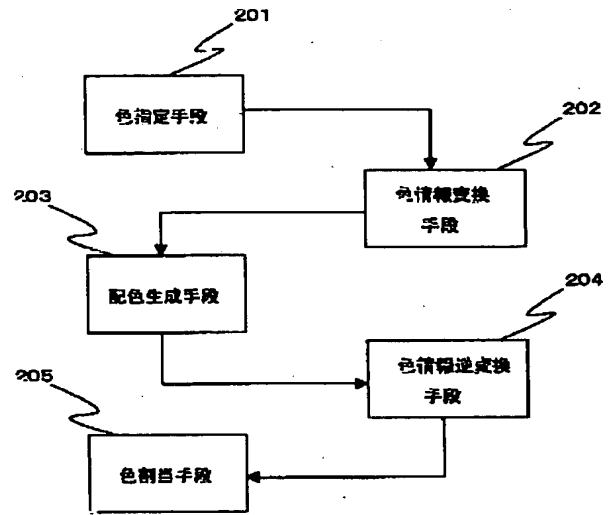 201
色指定手段
202
色情報変換
手段
203
配色生成手段
204
色情報逆変換
手段
205
色割当手段